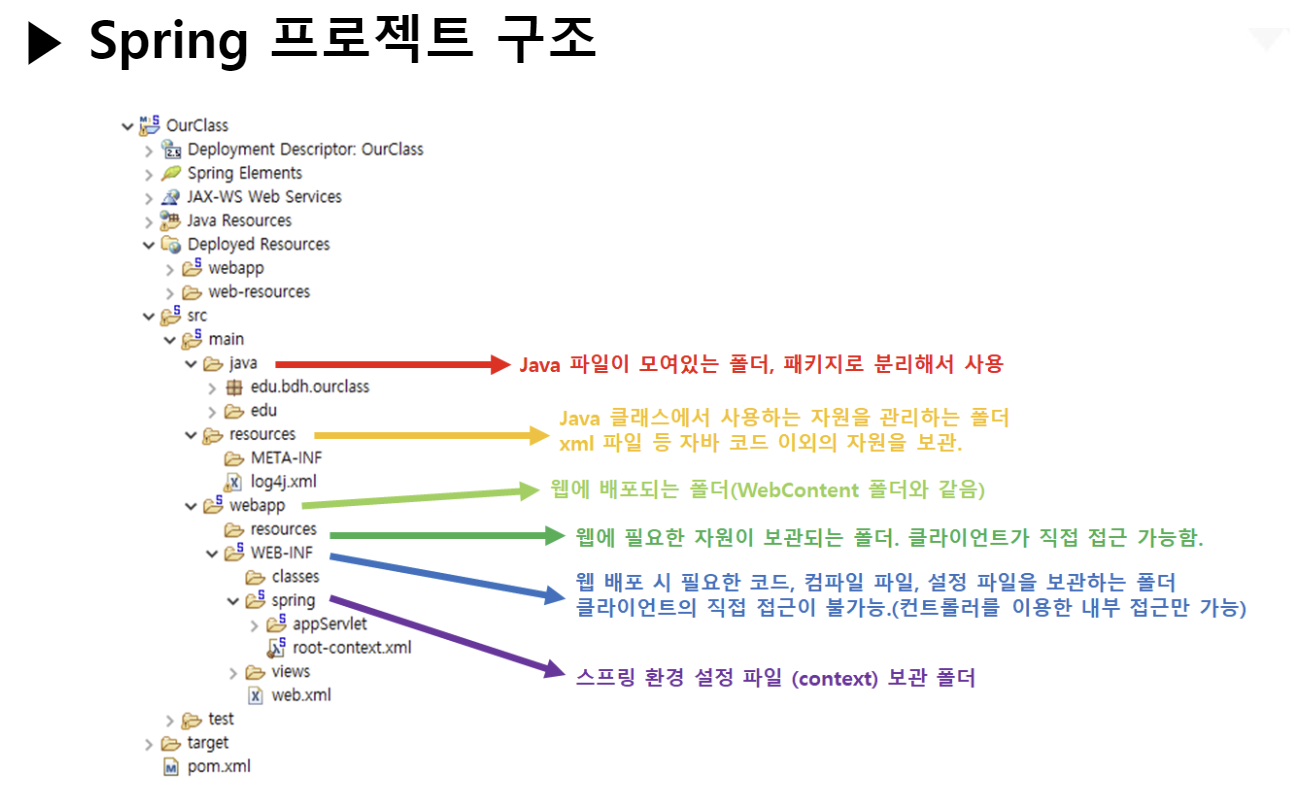 ▶ Spring 프로젝트 구조
OurClass
Deployment Descriptor: OurClass
Spring Elements
JAX-WS Web Services
Java Resources
Deployed Resources
webapp
web-resources
src
main
java
Java 파일이 모여있는 폴더, 패키지로 분리해서 사용
edu.bdh.ourclass
edu
resources
Java 클래스에서 사용하는 자원을 관리하는 폴더
xml 파일 등 자바 코드 이외의 자원을 보관.
META-INF
log4j.xml
webapp
웹에 배포되는 폴더(WebContent 폴더와 같음)
resources
웹에 필요한 자원이 보관되는 폴더. 클라이언트가 직접 접근 가능함.
WEB-INF
웹 배포 시 필요한 코드, 컴파일 파일, 설정 파일을 보관하는 폴더
클라이언트의 직접 접근이 불가능.(컨트롤러를 이용한 내부 접근만 가능)
classes
spring
스프링 환경 설정 파일 (context) 보관 폴더
appServlet
root-context.xml
views
web.xml
test
target
pom.xml